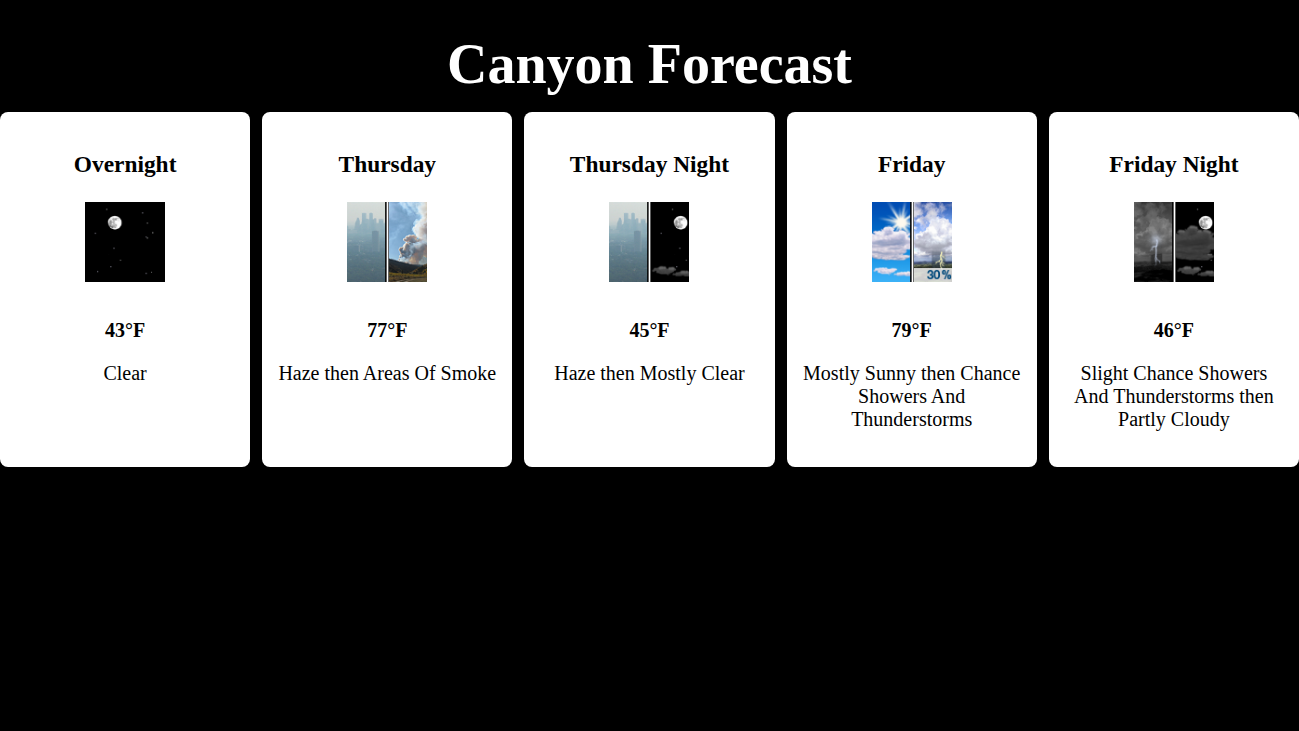 Canyon Forecast
Overnight
43°F
Clear
Thursday
77°F
Haze then Areas Of Smoke
Thursday Night
45°F
Haze then Mostly Clear
Friday
30%
79°F
Mostly Sunny then Chance
Showers And
Thunderstorms
Friday Night
46°F
Slight Chance Showers
And Thunderstorms then
Partly Cloudy